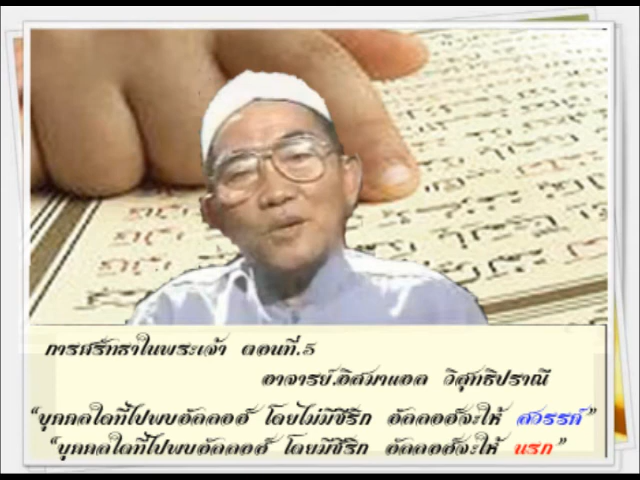 การศรัทธาในพระเจ้า ตอนที่.5
อาจารย์.อิสมาแอล วิสุทธิปราณี
“บุคคลใดที่ไปพบอัลลอฮ์ โดยไม่มีชีริก อัลลอฮ์จะให้ สวรรค์”
“บุคคลใดที่ไปพบอัลลอฮ์ โดยมีชีริก อัลลอฮ์จะให้ นรก”